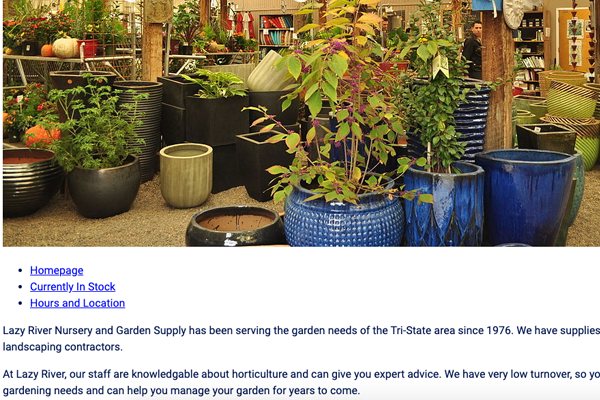 Homepage
Currently In Stock
Hours and Location
Lazy River Nursery and Garden Supply has been serving the garden needs of the Tri-State area since 1976. We have supplies
landscaping contractors.
At Lazy River, our staff are knowledgable about horticulture and can give you expert advice. We have very low turnover, so yo
gardening needs and can help you manage your garden for years to come.